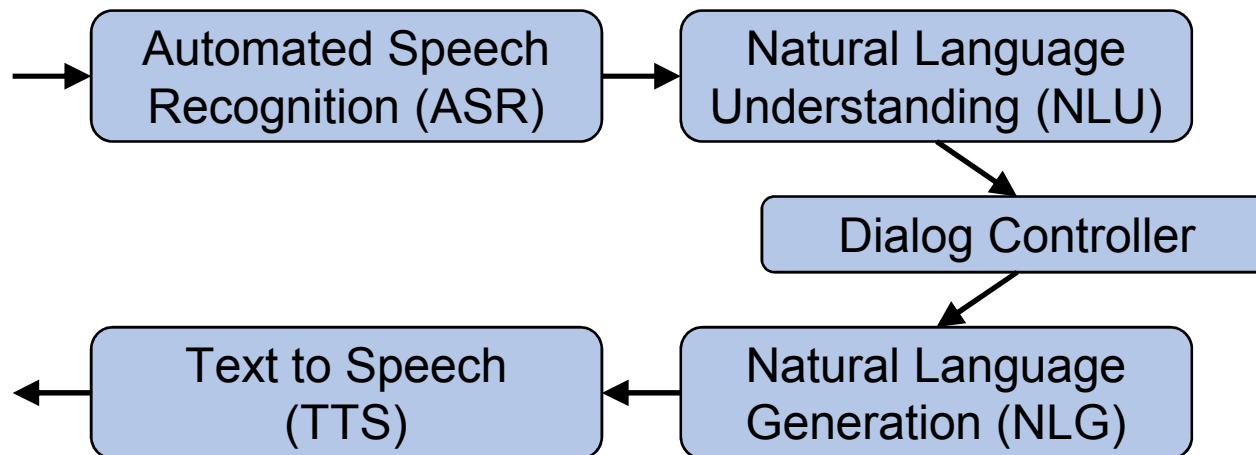 Automated Speech
Recognition (ASR)
Natural Language
Understanding (NLU)
Dialog Controller
Text to Speech
(TTS)
Natural Language
Generation (NLG)